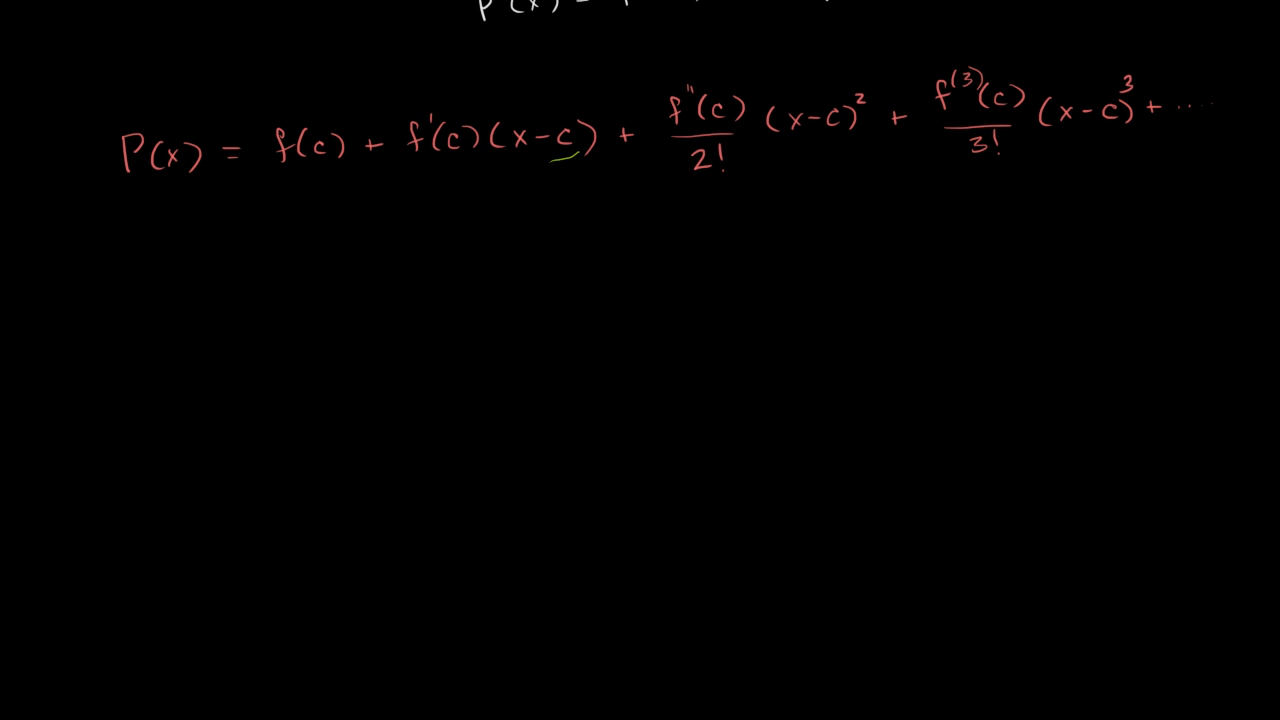 P'(x) =
P(x) = f(c) + f'(c)(x-c) + f''(c)/2! (x-c)² + f⁽³⁾(c)/3! (x-c)³ + ....